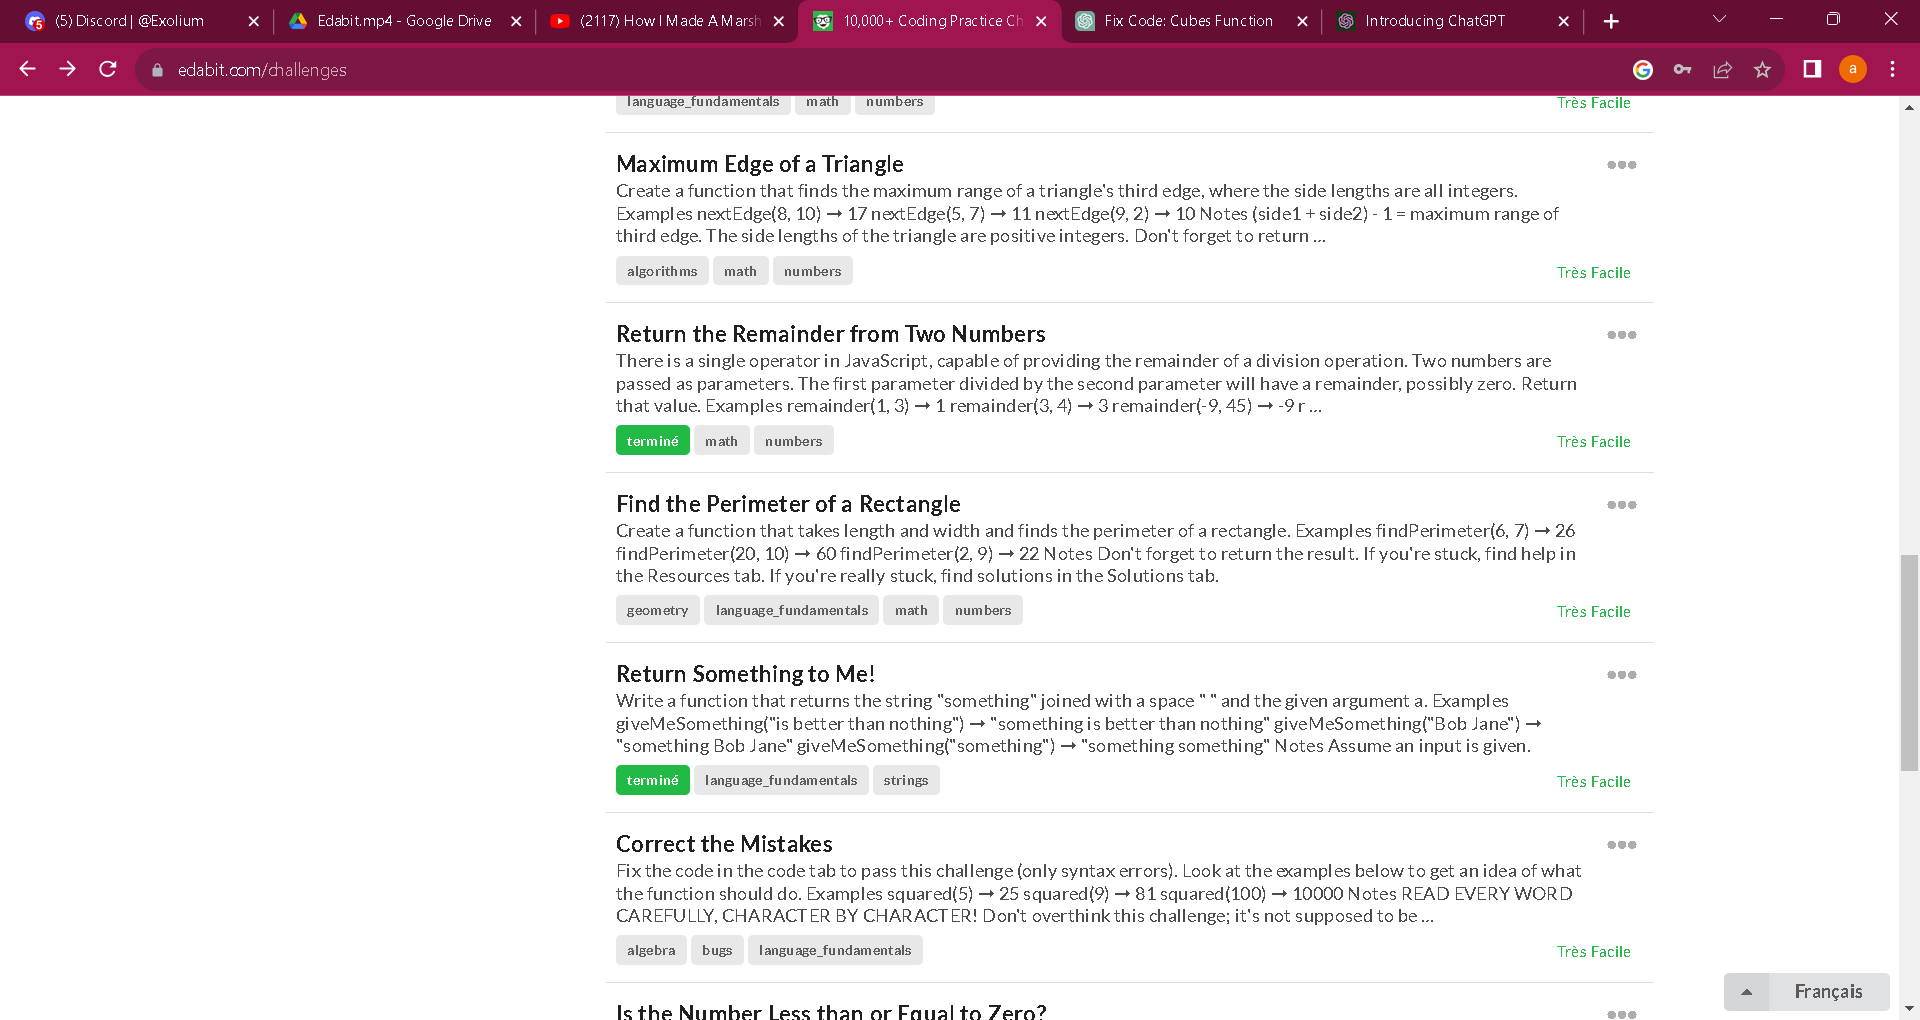 (5) Discord | @Exolium
Edabit.mp4 - Google Drive
(2117) How I Made A Marsh
10,000+ Coding Practice Ch
Fix Code: Cubes Function
Introducing ChatGPT
edabit.com/challenges
a
language_fundamentals math numbers
Très Facile
Maximum Edge of a Triangle
Create a function that finds the maximum range of a triangle's third edge, where the side lengths are all integers.
Examples nextEdge(8, 10) → 17 nextEdge(5, 7) → 11 nextEdge(9, 2) → 10 Notes (side1 + side2) - 1 = maximum range of
third edge. The side lengths of the triangle are positive integers. Don't forget to return ...
algorithms math numbers
Très Facile
Return the Remainder from Two Numbers
There is a single operator in JavaScript, capable of providing the remainder of a division operation. Two numbers are
passed as parameters. The first parameter divided by the second parameter will have a remainder, possibly zero. Return
that value. Examples remainder(1, 3) → 1 remainder(3, 4) → 3 remainder(-9, 45) → -9 r ...
terminé math numbers
Très Facile
Find the Perimeter of a Rectangle
Create a function that takes length and width and finds the perimeter of a rectangle. Examples findPerimeter(6, 7) → 26
findPerimeter(20, 10) → 60 findPerimeter(2, 9) → 22 Notes Don't forget to return the result. If you're stuck, find help in
the Resources tab. If you're really stuck, find solutions in the Solutions tab.
geometry language_fundamentals math numbers
Très Facile
Return Something to Me!
Write a function that returns the string "something" joined with a space " " and the given argument a. Examples
giveMeSomething("is better than nothing") → "something is better than nothing" giveMeSomething("Bob Jane") →
"something Bob Jane" giveMeSomething("something") → "something something" Notes Assume an input is given.
terminé language_fundamentals strings
Très Facile
Correct the Mistakes
Fix the code in the code tab to pass this challenge (only syntax errors). Look at the examples below to get an idea of what
the function should do. Examples squared(5) → 25 squared(9) → 81 squared(100) → 10000 Notes READ EVERY WORD
CAREFULLY, CHARACTER BY CHARACTER! Don't overthink this challenge; it's not supposed to be ...
algebra bugs language_fundamentals
Très Facile
Français
Is the Number Less than or Equal to Zero?